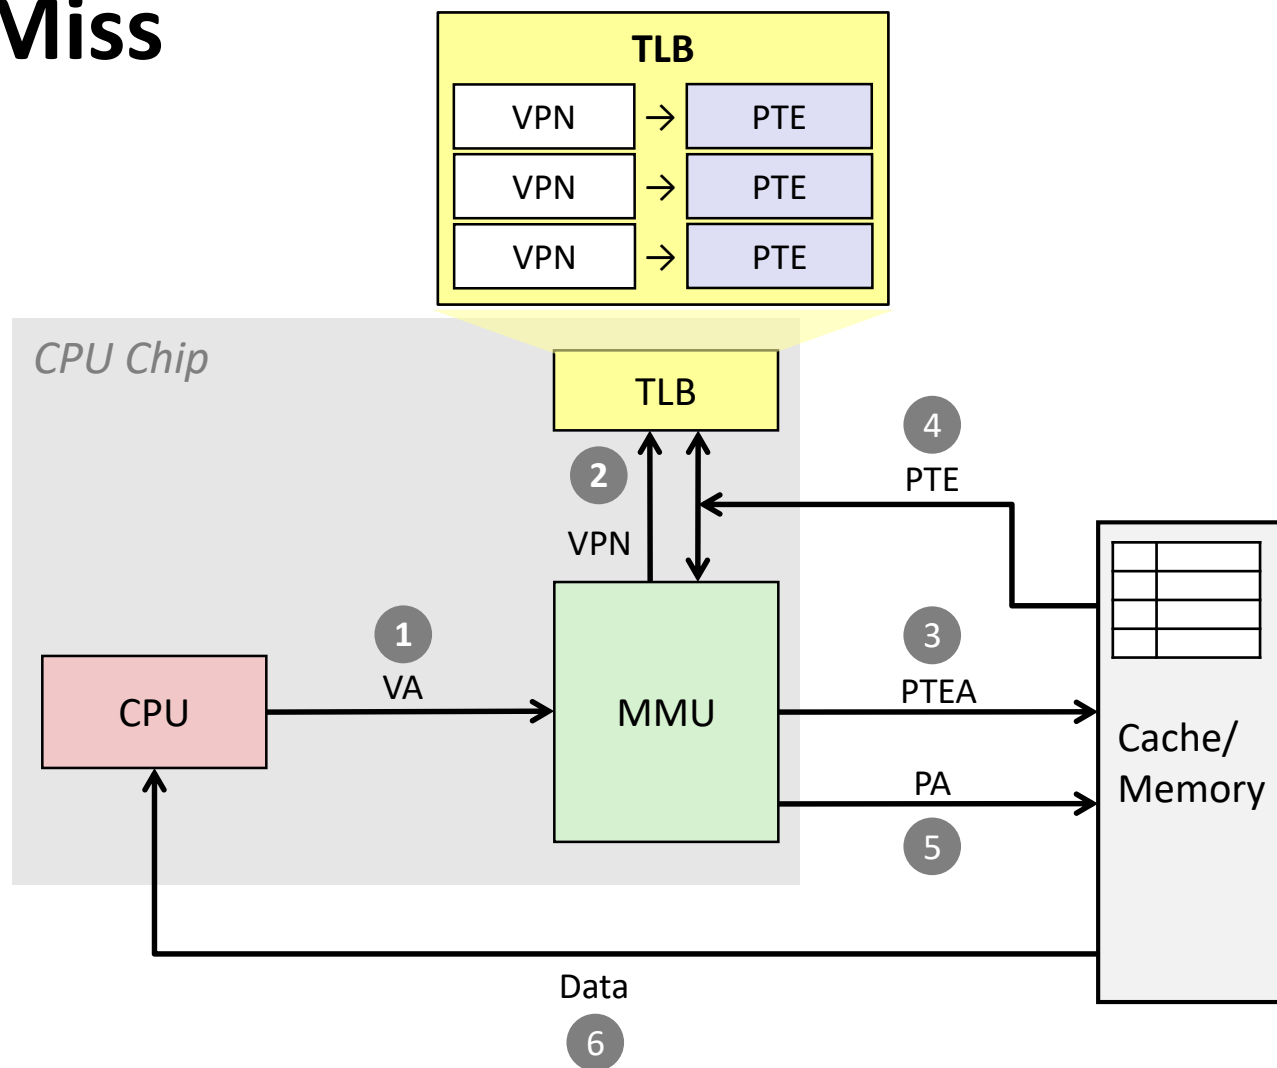 Miss
TLB
VPN → PTE
VPN → PTE
VPN → PTE
CPU Chip
TLB
4
PTE
2
VPN
1
VA
3
PTEA
CPU
MMU
Cache/
Memory
PA
5
Data
6